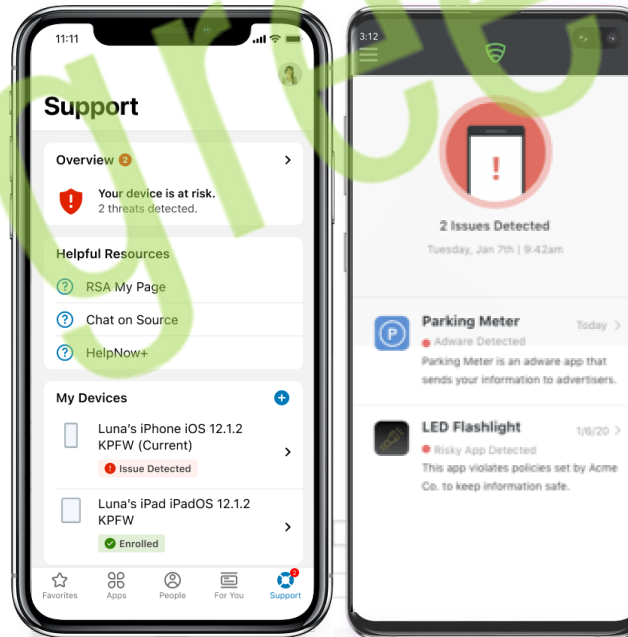 11:11
Support
Overview 2
Your device is at risk.
2 threats detected.
Helpful Resources
RSA My Page
Chat on Source
HelpNow+
My Devices
Luna's iPhone iOS 12.1.2
KPFW (Current)
Issue Detected
Luna's iPad iPadOS 12.1.2
KPFW
Enrolled
Favorites
Apps
People
For You
2
Support
3:12
2 Issues Detected
Tuesday, Jan 7th | 9:42am
P
Parking Meter
Today
Adware Detected
Parking Meter is an adware app that
sends your information to advertisers.
LED Flashlight
1/6/20
Risky App Detected
This app violates policies set by Acme
Co. to keep information safe.